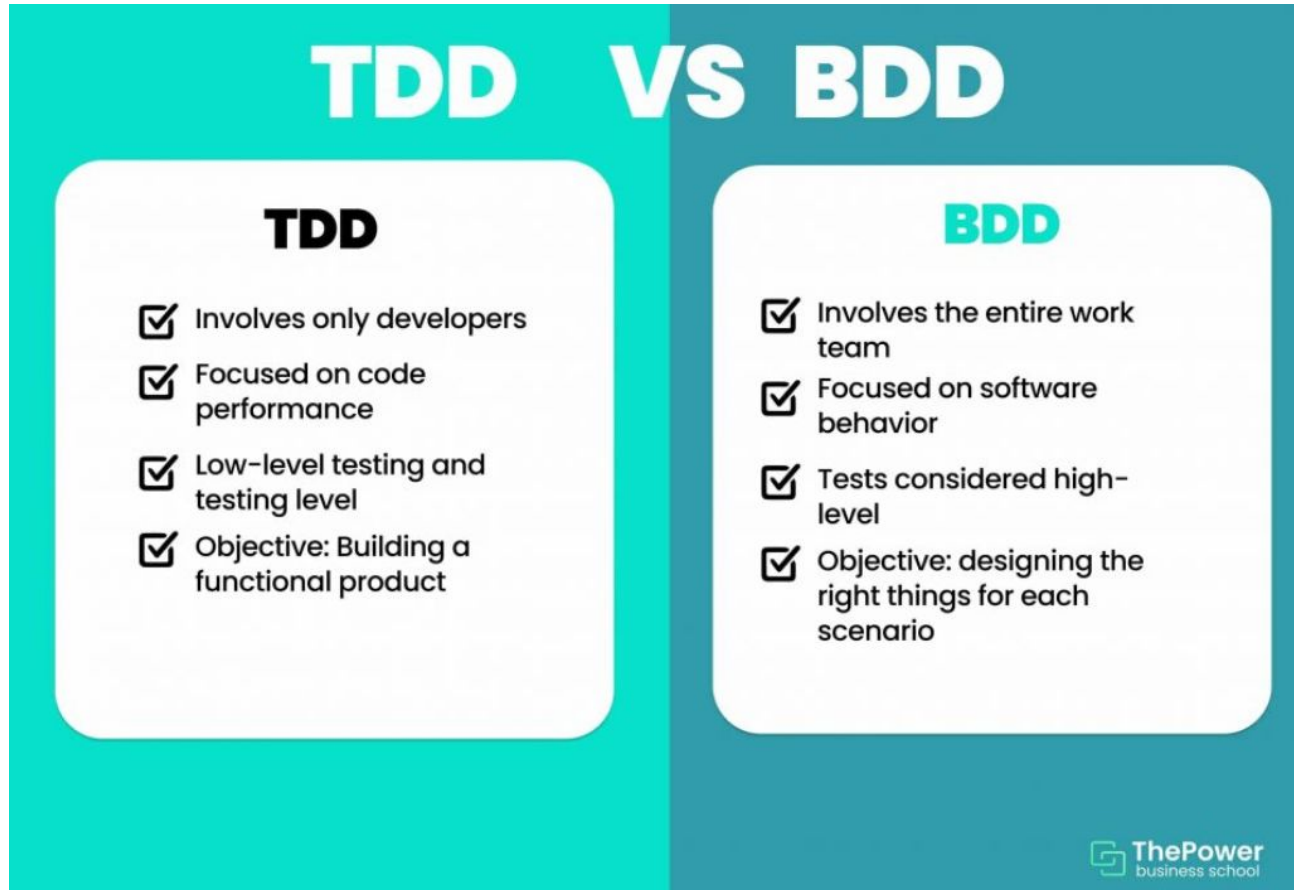 TDD VS BDD
TDD
Involves only developers
Focused on code
performance
Low-level testing and
testing level
Objective: Building a
functional product
BDD
Involves the entire work
team
Focused on software
behavior
Tests considered high-
level
Objective: designing the
right things for each
scenario
ThePower
business school